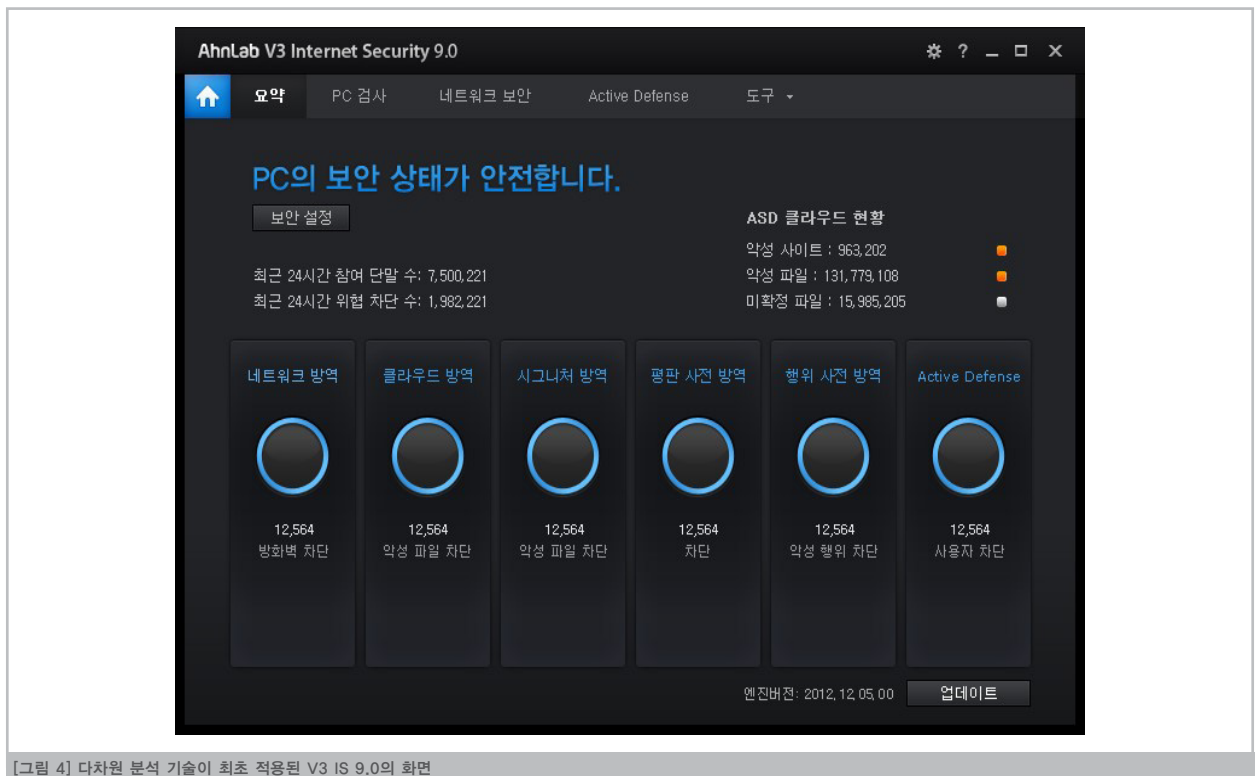 AhnLab V3 Internet Security 9.0
?
요약 PC 검사 네트워크 보안 Active Defense 도구
PC의 보안 상태가 안전합니다.
보안 설정
최근 24시간 참여 단말 수: 7,500,221
최근 24시간 위협 차단 수: 1,982,221
ASD 클라우드 현황
악성 사이트 : 963,202
악성 파일 : 131,779,108
미확정 파일 : 15,985,205
네트워크 방역 클라우드 방역 시그니처 방역 평판 사전 방역 행위 사전 방역 Active Defense
12,564 12,564 12,564 12,564 12,564 12,564
방화벽 차단 악성 파일 차단 악성 파일 차단 차단 악성 행위 차단 사용자 차단
엔진버전: 2012.12.05.00 업데이트
[그림 4] 다차원 분석 기술이 최초 적용된 V3 IS 9.0의 화면